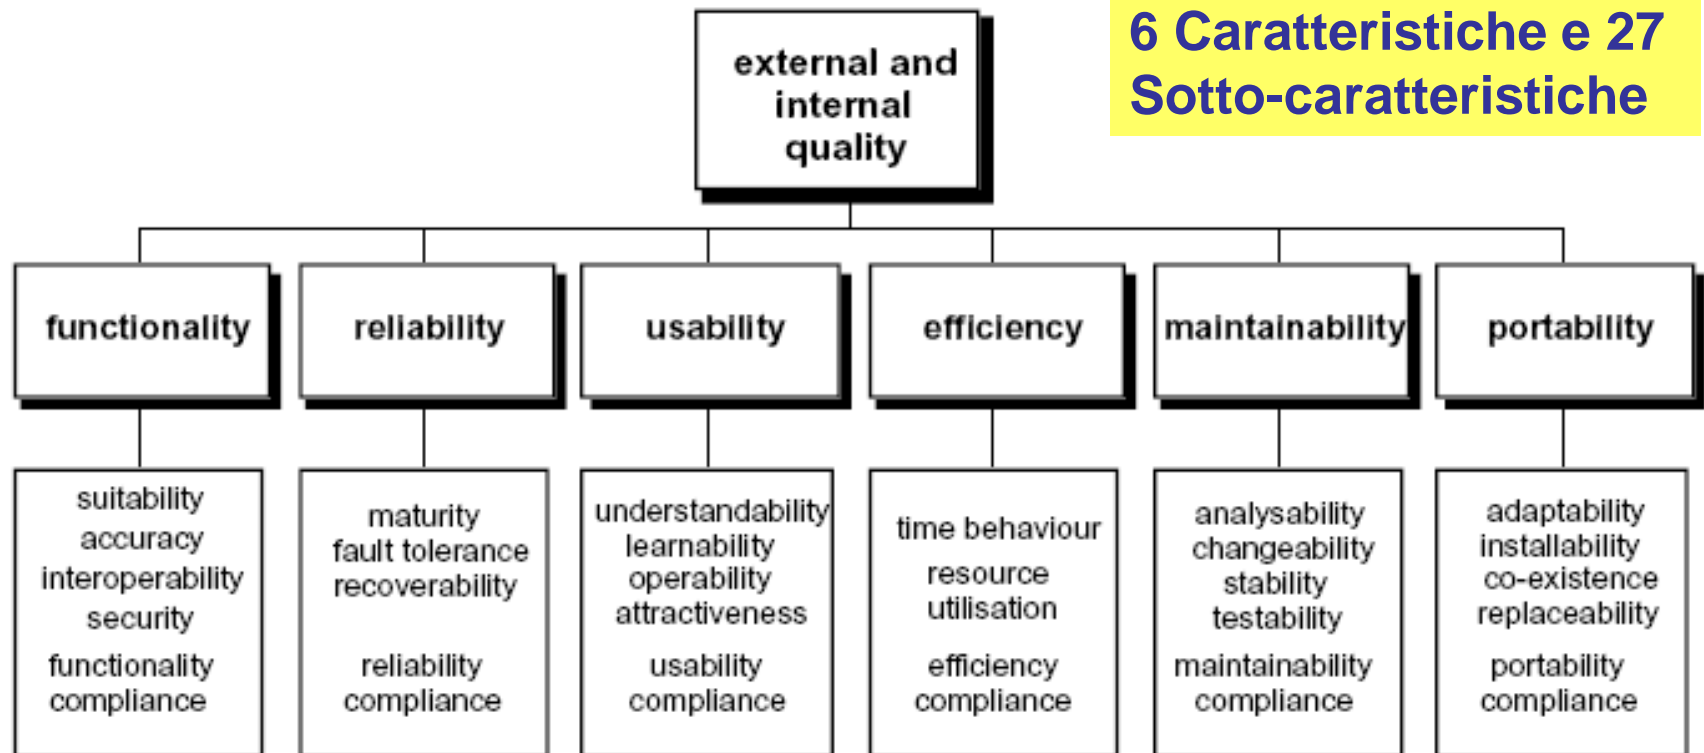 6 Caratteristiche e 27
Sotto-caratteristiche
external and
internal
quality
functionality
reliability
usability
efficiency
maintainability
portability
suitability
accuracy
interoperability
security
functionality
compliance
maturity
fault tolerance
recoverability
reliability
compliance
understandability
learnability
operability
attractiveness
usability
compliance
time behaviour
resource
utilisation
efficiency
compliance
analysability
changeability
stability
testability
maintainability
compliance
adaptability
installability
co-existence
replaceability
portability
compliance